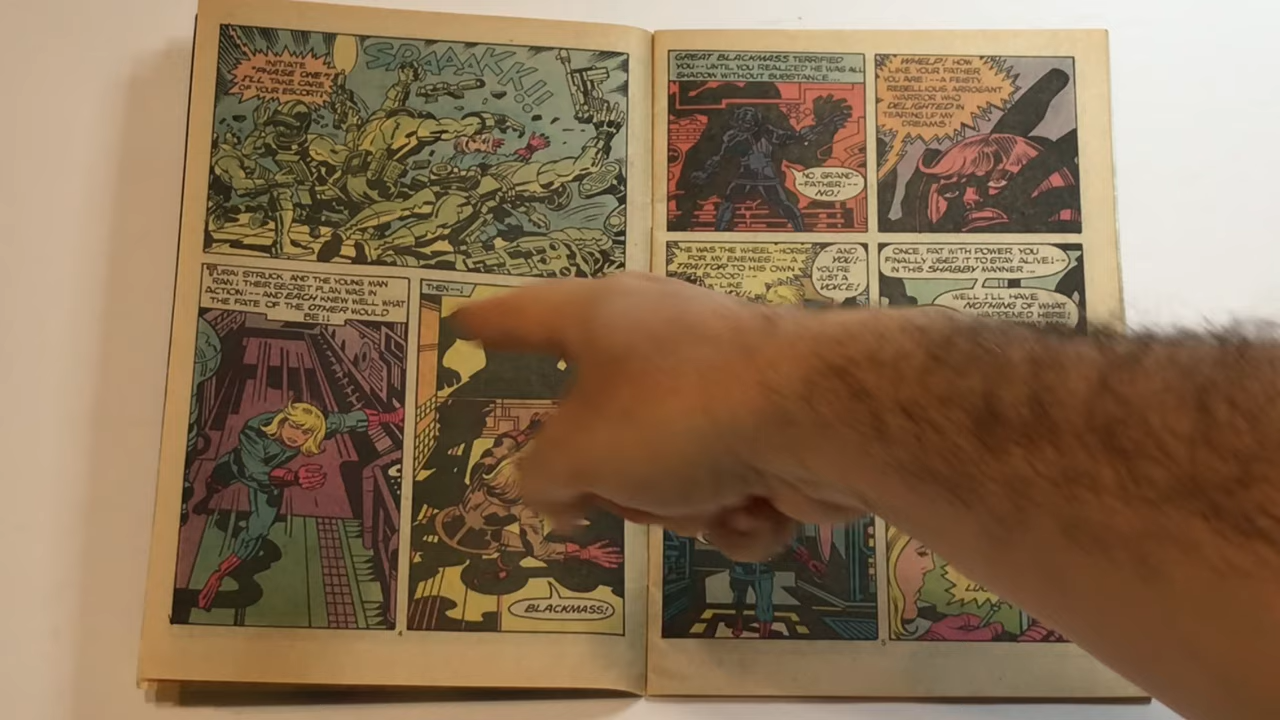 INITIATE
"PHASE ONE"!
I'LL TAKE CARE
OF YOUR ESCORT!
SPAAAKK!!
TURAI STRUCK, AND THE YOUNG MAN
RAN! THEIR SECRET PLAN WAS IN
ACTION!-- AND EACH KNEW WELL WHAT
THE FATE OF THE OTHER WOULD
BE!!
THEN--!
BLACKMASS!
4
GREAT BLACKMASS TERRIFIED
YOU--UNTIL YOU REALIZED HE WAS ALL
SHADOW WITHOUT SUBSTANCE...
NO, GRAND-
-FATHER!--
NO!
WHELP! HOW
LIKE YOUR FATHER
YOU ARE!--A FEISTY,
REBELLIOUS, ARROGANT
WARRIOR WHO
DELIGHTED IN
TEARING UP MY
DREAMS!
HE WAS THE WHEEL-HORSE
FOR MY ENEMIES!-- A
TRAITOR TO HIS OWN
BLOOD!--
LIKE
YOU!
-- AND
YOU!--
YOU'RE
JUST A
VOICE!
ONCE, FAT WITH POWER, YOU
FINALLY USED IT TO STAY ALIVE!--
IN THIS SHABBY MANNER...
WELL I'LL HAVE
NOTHING OF WHAT
HAPPENED HERE!
5